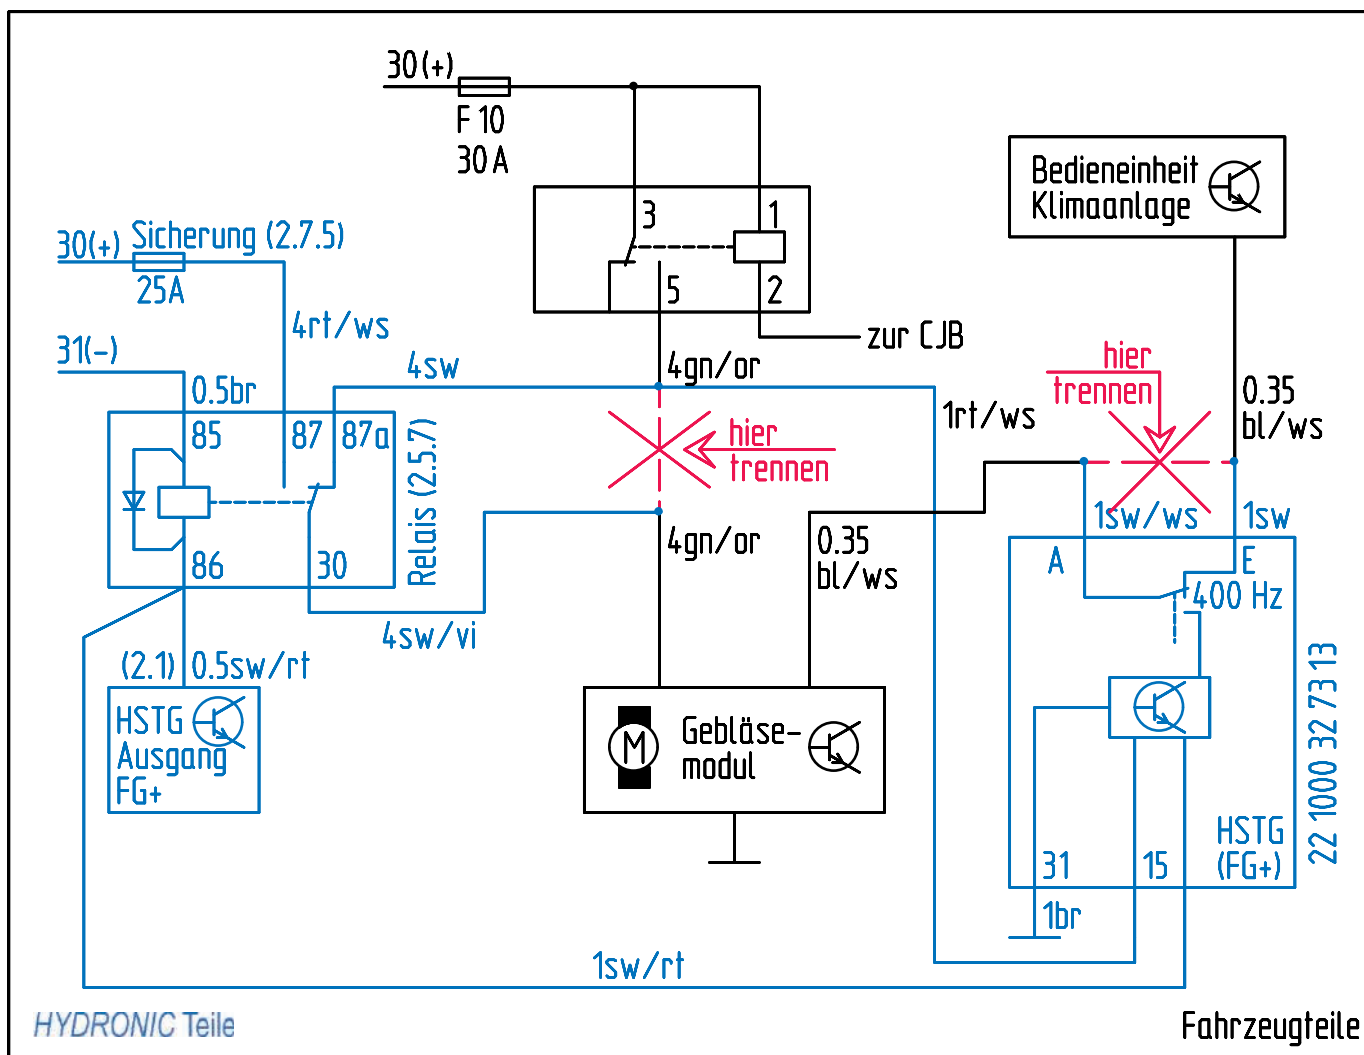 30(+)
F 10
30 A
3
1
5
2
zur CJB
Bedieneinheit
Klimaanlage
30(+)
Sicherung (2.7.5)
25A
4rt/ws
31(-)
0.5br
4sw
4gn/or
85
87
87a
86
30
Relais (2.5.7)
hier
trennen
1rt/ws
hier
trennen
0.35
bl/ws
4gn/or
0.35
bl/ws
4sw/vi
(2.1)
0.5sw/rt
HSTG
Ausgang
FG+
M
Gebläse-
modul
1sw/ws
1sw
A
E
400 Hz
HSTG
(FG+)
31
15
1br
22 1000 32 73 13
1sw/rt
HYDRONIC Teile
Fahrzeugteile